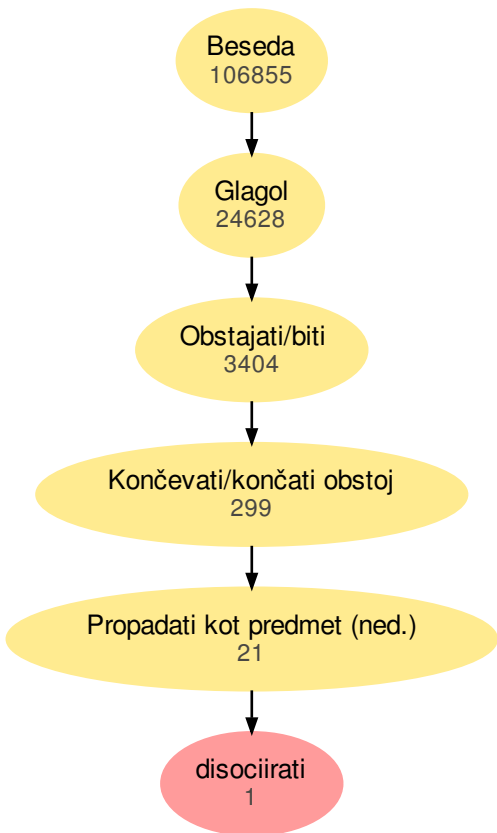 Beseda
106855
Glagol
24628
Obstajati/biti
3404
Končevati/končati obstoj
299
Propadati kot predmet (ned.)
21
disociirati
1